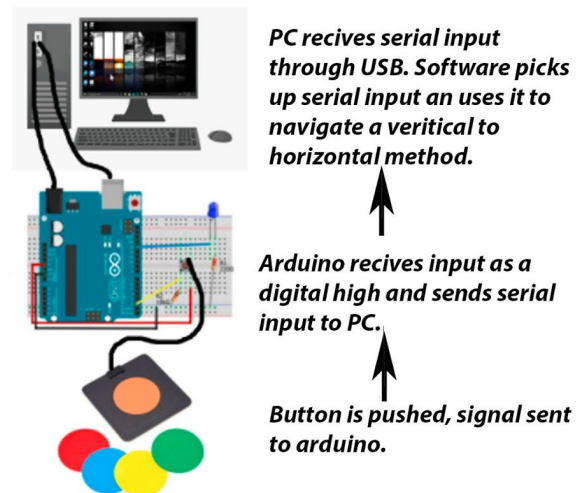 PC recives serial input
through USB. Software picks
up serial input an uses it to
navigate a veritical to
horizontal method.
Arduino recives input as a
digital high and sends serial
input to PC.
Button is pushed, signal sent
to arduino.